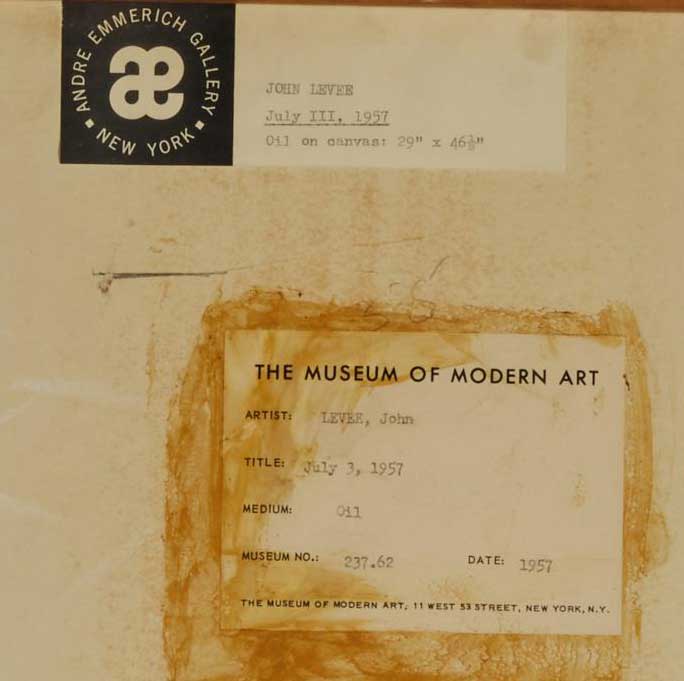 ANDRE EMMERICH GALLERY
NEW YORK
æ
JOHN LEVEE
July III, 1957
Oil on canvas: 29" x 46½"
THE MUSEUM OF MODERN ART
ARTIST: LEVEE, John
TITLE: July 3, 1957
MEDIUM: Oil
MUSEUM NO.: 237.62 DATE: 1957
THE MUSEUM OF MODERN ART, 11 WEST 53 STREET, NEW YORK, N.Y.